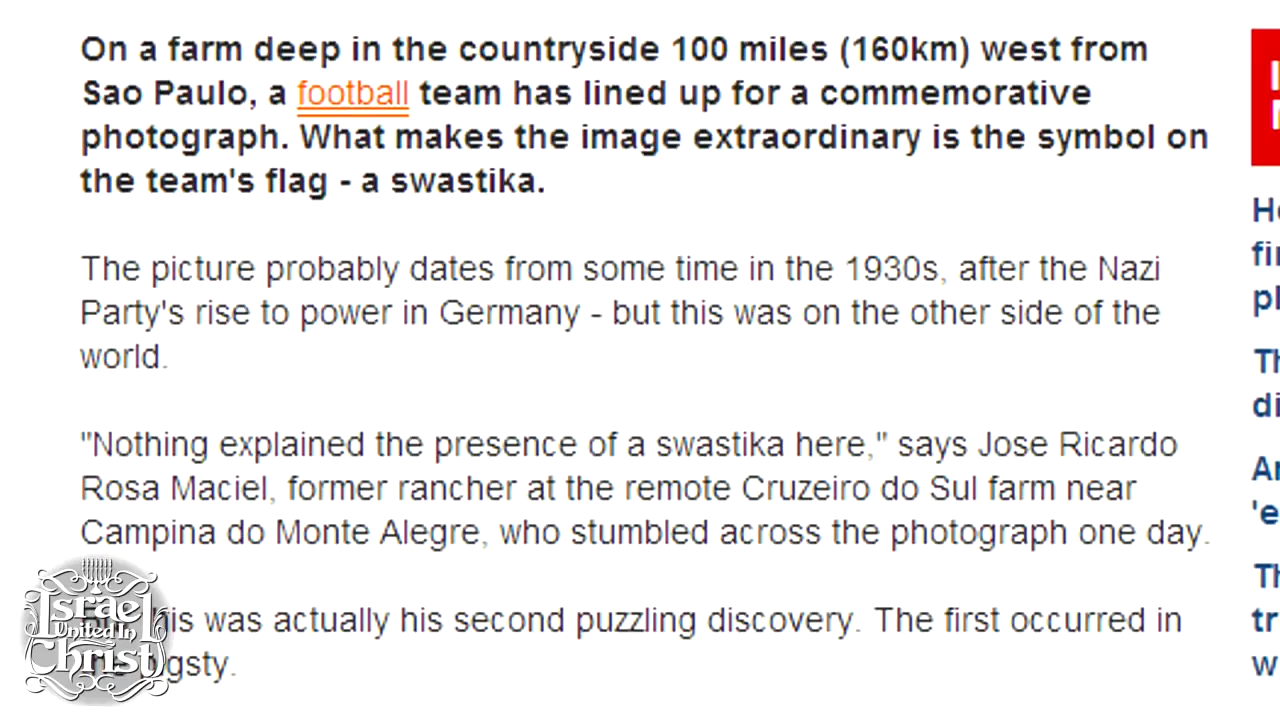 On a farm deep in the countryside 100 miles (160km) west from
Sao Paulo, a football team has lined up for a commemorative
photograph. What makes the image extraordinary is the symbol on
the team's flag - a swastika.
The picture probably dates from some time in the 1930s, after the Nazi
Party's rise to power in Germany - but this was on the other side of the
world.
"Nothing explained the presence of a swastika here," says Jose Ricardo
Rosa Maciel, former rancher at the remote Cruzeiro do Sul farm near
Campina do Monte Alegre, who stumbled across the photograph one day.
this was actually his second puzzling discovery. The first occurred in
the pigsty.
Israel
United In
Christ